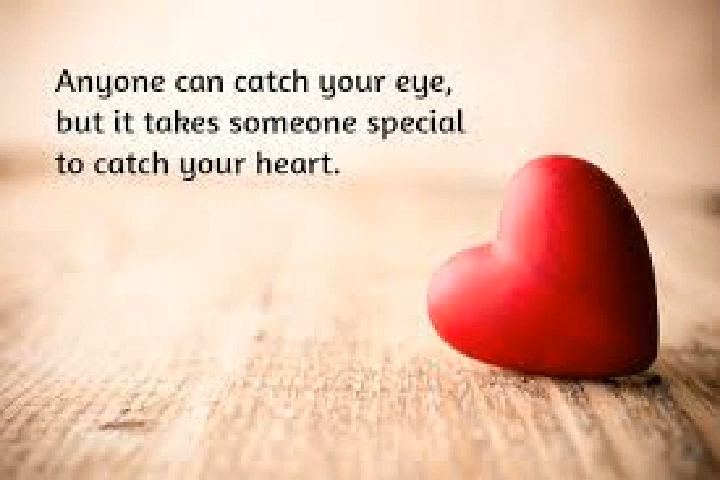 Anyone can catch your eye,
but it takes someone special
to catch your heart.